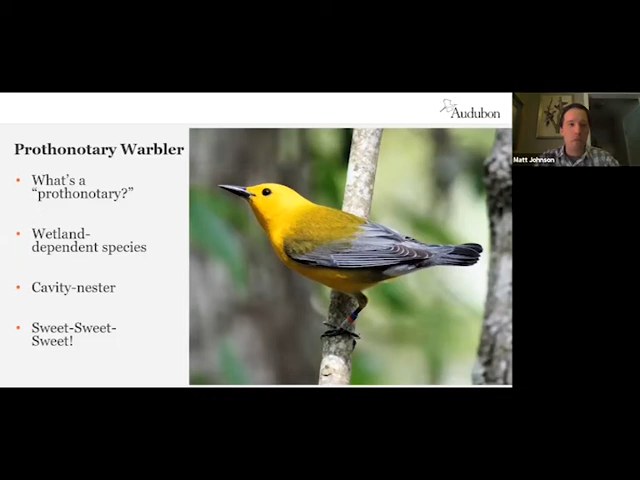 Audubon
Matt Johnson
Prothonotary Warbler
• What's a
“prothonotary?”
• Wetland-
dependent species
• Cavity-nester
• Sweet-Sweet-
Sweet!